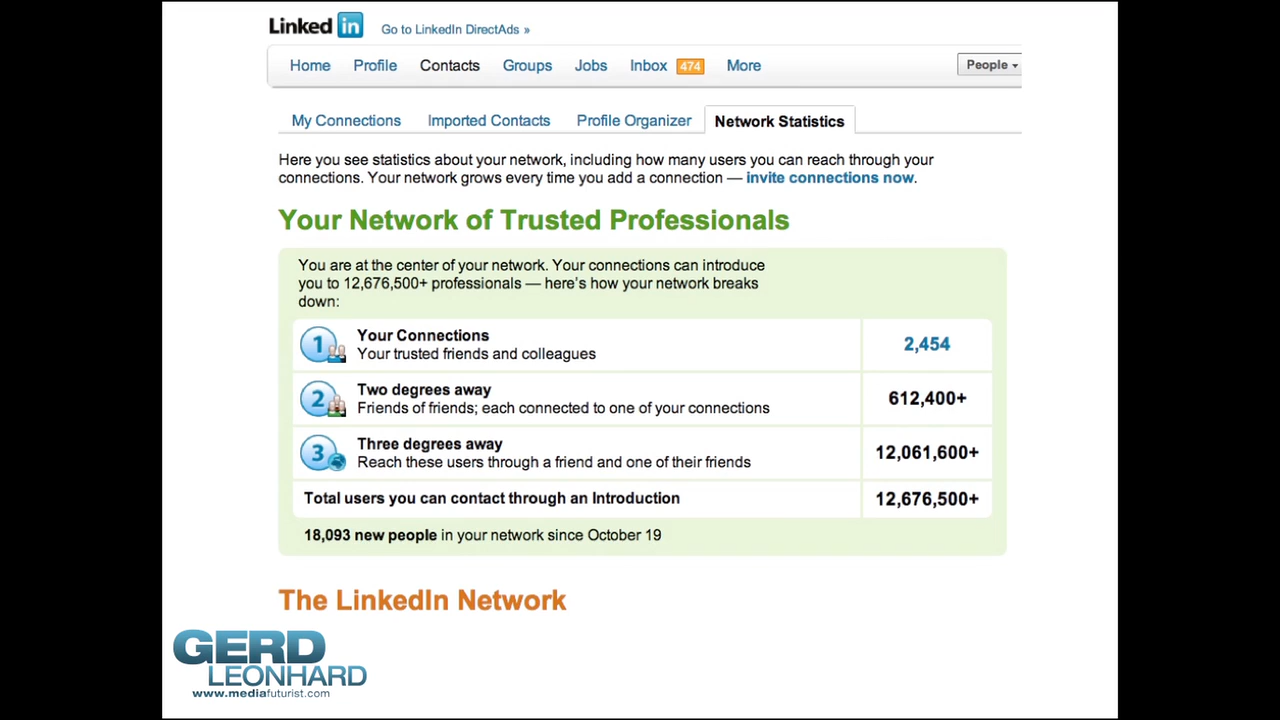 Linked in Go to LinkedIn DirectAds »
Home Profile Contacts Groups Jobs Inbox 474 More People
My Connections Imported Contacts Profile Organizer Network Statistics
Here you see statistics about your network, including how many users you can reach through your
connections. Your network grows every time you add a connection — invite connections now.
Your Network of Trusted Professionals
You are at the center of your network. Your connections can introduce
you to 12,676,500+ professionals — here's how your network breaks
down:
1 Your Connections
Your trusted friends and colleagues
2,454
2 Two degrees away
Friends of friends; each connected to one of your connections
612,400+
3 Three degrees away
Reach these users through a friend and one of their friends
12,061,600+
Total users you can contact through an Introduction 12,676,500+
18,093 new people in your network since October 19
The LinkedIn Network
GERD
LEONHARD
www.mediafuturist.com